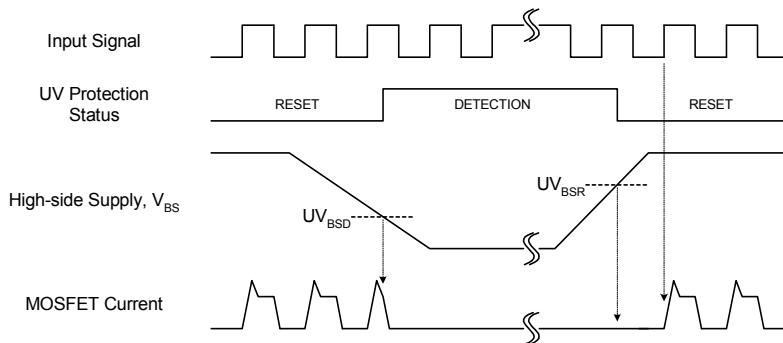 Input Signal
UV Protection
Status
RESET
DETECTION
RESET
High-side Supply, VBS
UVBSD
UVBSR
MOSFET Current